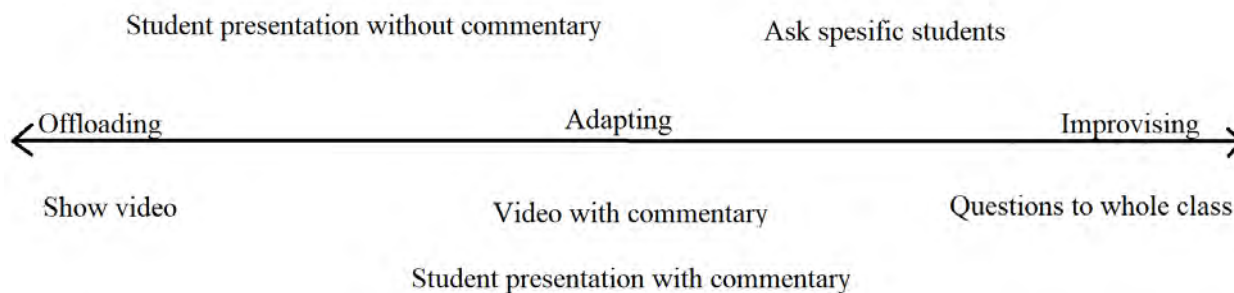 Student presentation without commentary
Ask spesific students
Offloading
Adapting
Improvising
Show video
Video with commentary
Questions to whole class
Student presentation with commentary